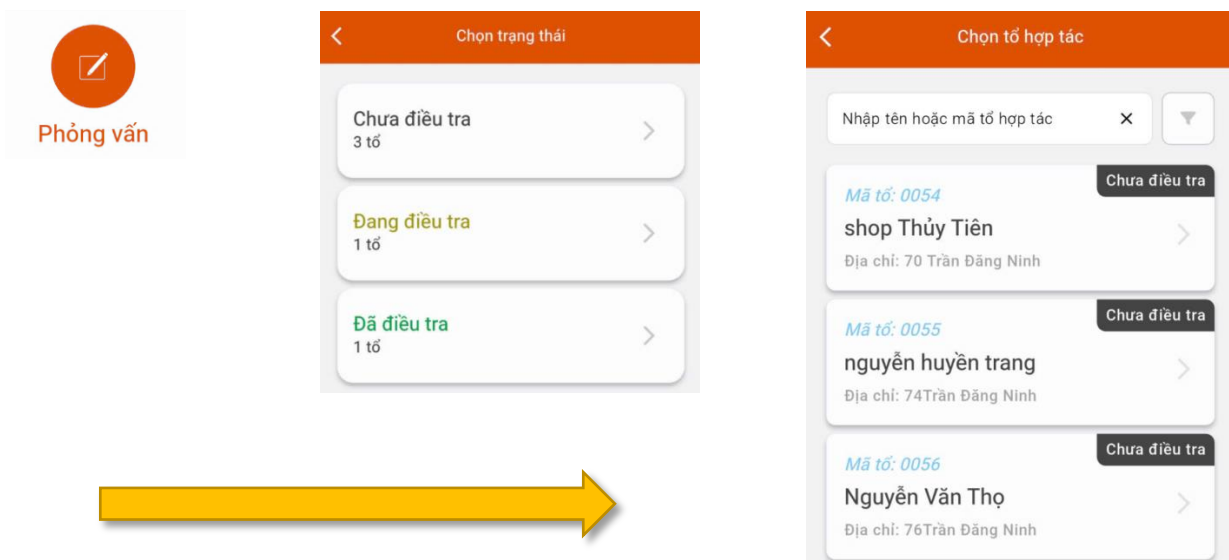 Phỏng vấn
Chọn trạng thái
Chưa điều tra
3 tổ
Đang điều tra
1 tổ
Đã điều tra
1 tổ
Chọn tổ hợp tác
Nhập tên hoặc mã tổ hợp tác
Chưa điều tra
Mã tổ: 0054
shop Thủy Tiên
Địa chỉ: 70 Trần Đăng Ninh
Chưa điều tra
Mã tổ: 0055
nguyễn huyền trang
Địa chỉ: 74Trần Đăng Ninh
Chưa điều tra
Mã tổ: 0056
Nguyễn Văn Thọ
Địa chỉ: 76Trần Đăng Ninh